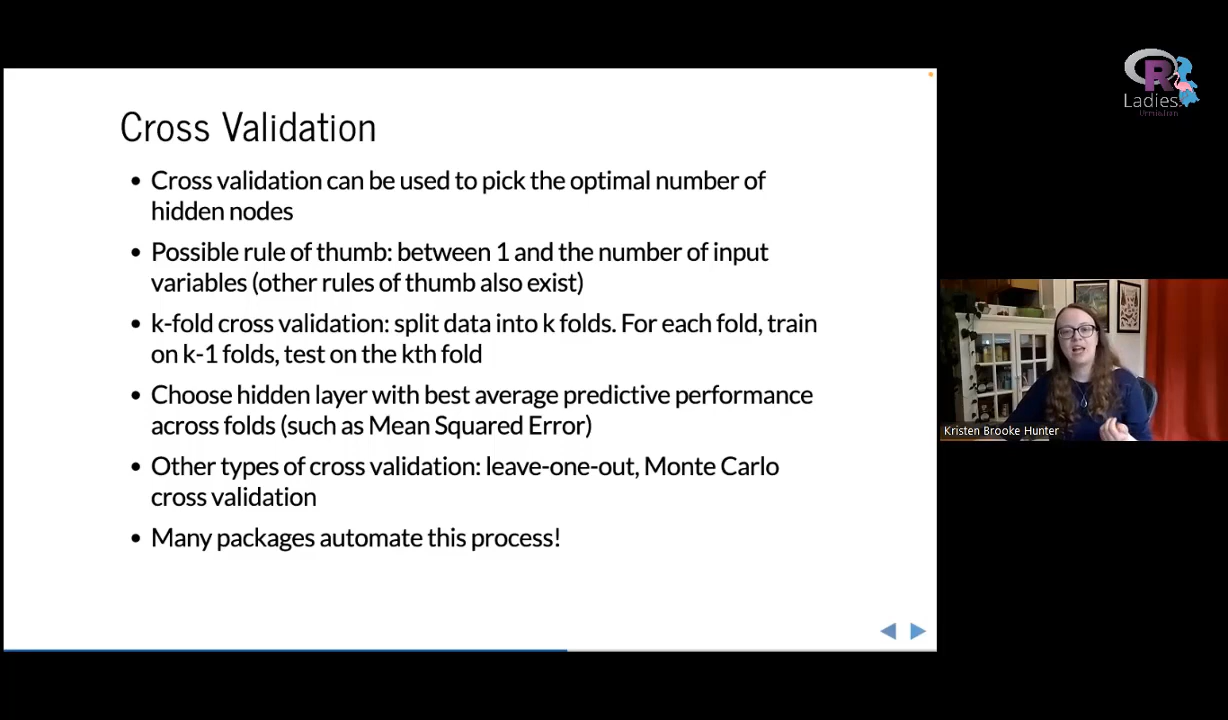 Cross Validation
• Cross validation can be used to pick the optimal number of
hidden nodes
• Possible rule of thumb: between 1 and the number of input
variables (other rules of thumb also exist)
• k-fold cross validation: split data into k folds. For each fold, train
on k-1 folds, test on the kth fold
• Choose hidden layer with best average predictive performance
across folds (such as Mean Squared Error)
• Other types of cross validation: leave-one-out, Monte Carlo
cross validation
• Many packages automate this process!
R
Ladies
Kristen Brooke Hunter